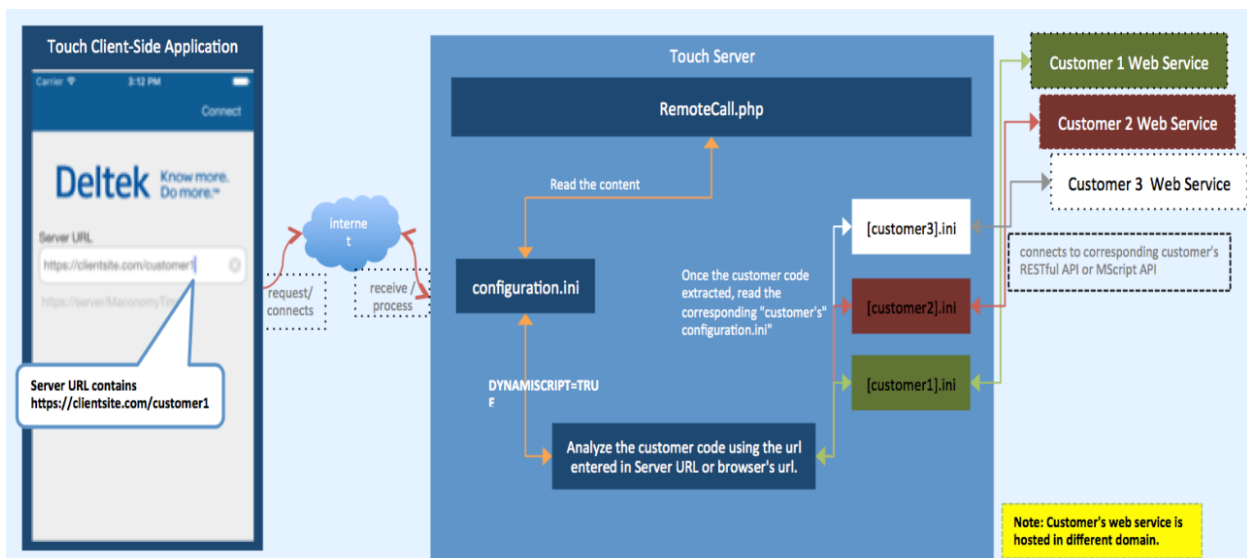 Touch Client-Side Application
Carrier
3:12 PM
Connect
Deltek
Know more.
Do more.™
Server URL
https://clientsite.com/customer1
Server URL contains
https://clientsite.com/customer1
request/
connects
interne
t
receive /
process
Touch Server
RemoteCall.php
Read the content
configuration.ini
DYNAMISCRIPT=TRU
E
Analyze the customer code using the url
entered in Server URL or browser's url.
Once the customer code
extracted, read the
corresponding "customer's"
configuration.ini"
[customer3].ini
[customer2].ini
[customer1].ini
Customer 1 Web Service
Customer 2 Web Service
Customer 3 Web Service
connects to corresponding customer's
RESTful API or MScript API
Note: Customer's web service is
hosted in different domain.